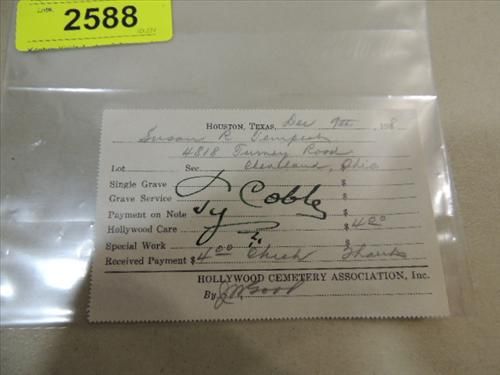 2588
HOUSTON, TEXAS, Dec 9th 198
Susan R Tempest
4818 Turney Road
Lot Sec. Cleveland, Ohio
Single Grave $
Grave Service $
Ty Cobb
Payment on Note $
Hollywood Care $ 4.00
Special Work $
Received Payment $ 4.00 Check Thanks
HOLLYWOOD CEMETERY ASSOCIATION, Inc.
By